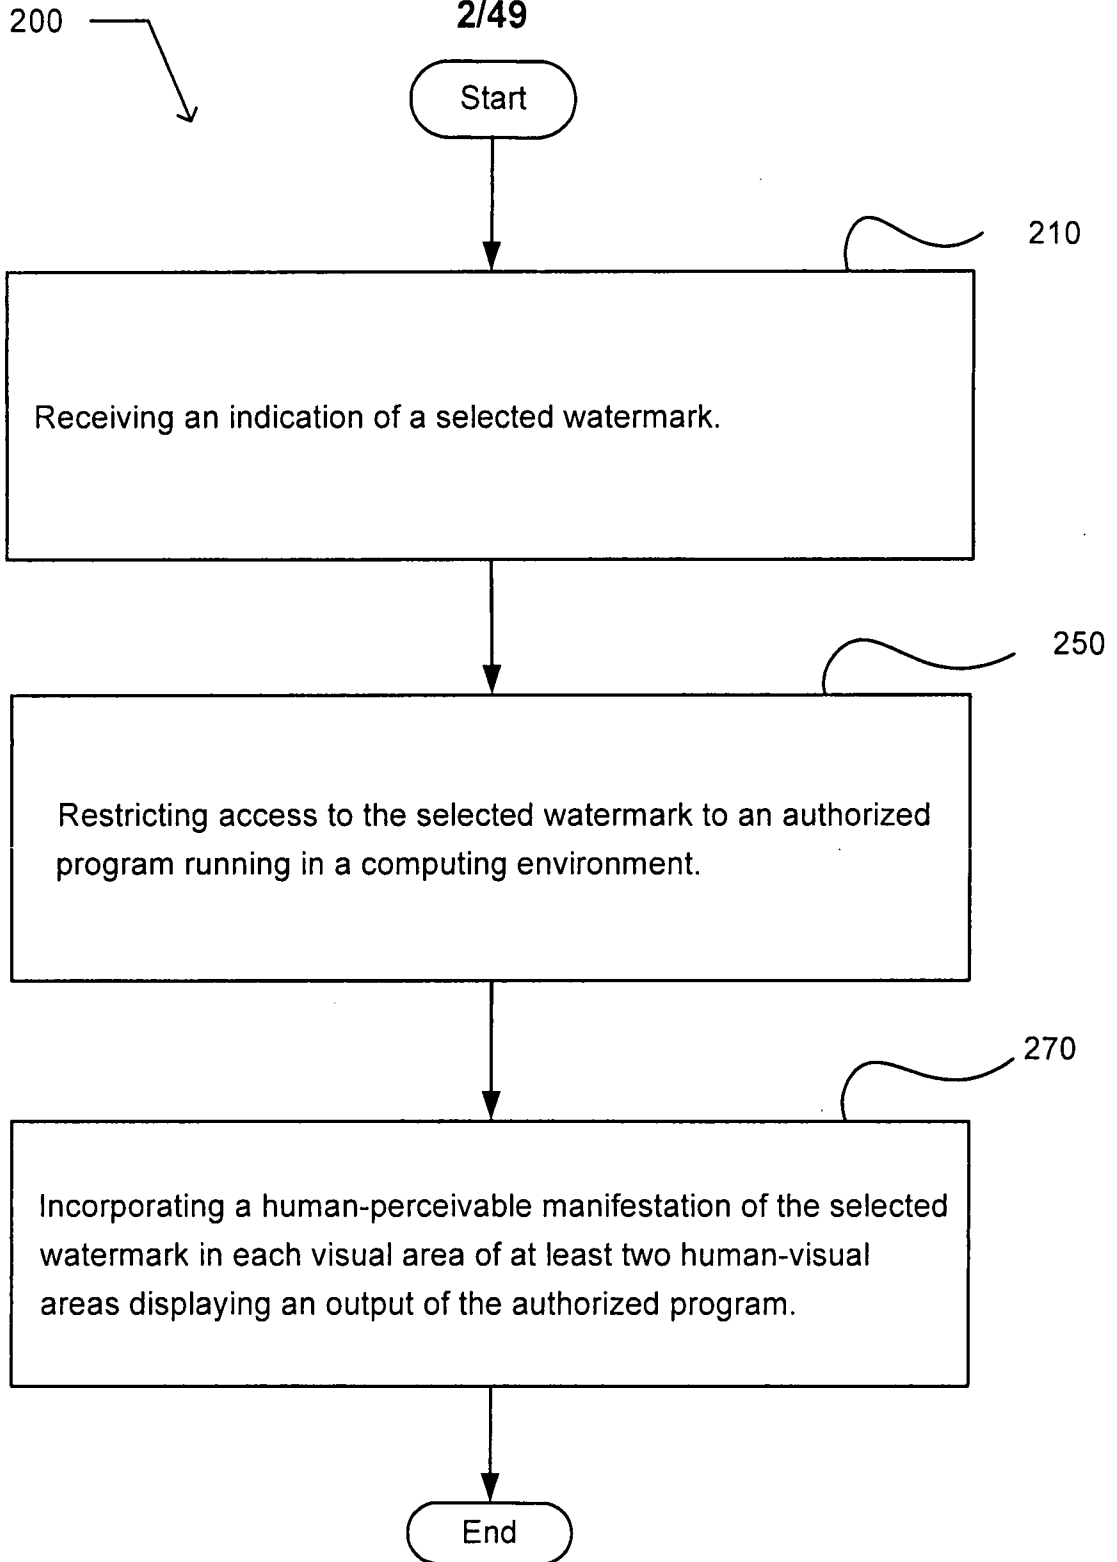 200
2/49
Start
210
Receiving an indication of a selected watermark.
250
Restricting access to the selected watermark to an authorized
program running in a computing environment.
270
Incorporating a human-perceivable manifestation of the selected
watermark in each visual area of at least two human-visual
areas displaying an output of the authorized program.
End